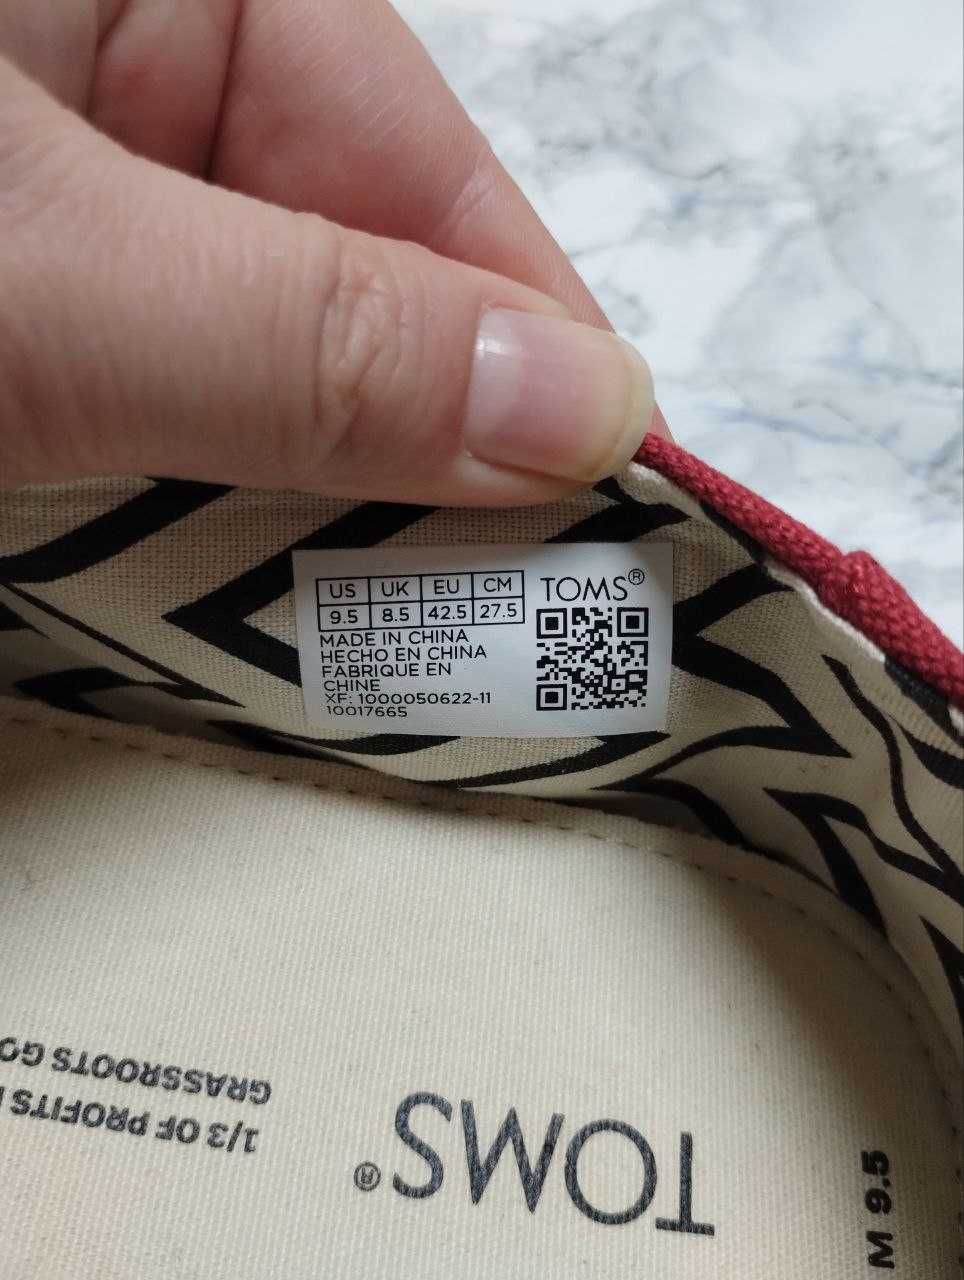 US UK EU CM
9.5 8.5 42.5 27.5
TOMS®
MADE IN CHINA
HECHO EN CHINA
FABRIQUE EN
CHINE
XF: 1000050622-11
10017665
TOMS®
1/3 OF PROFITS
GRASSROOTS
M 9.5